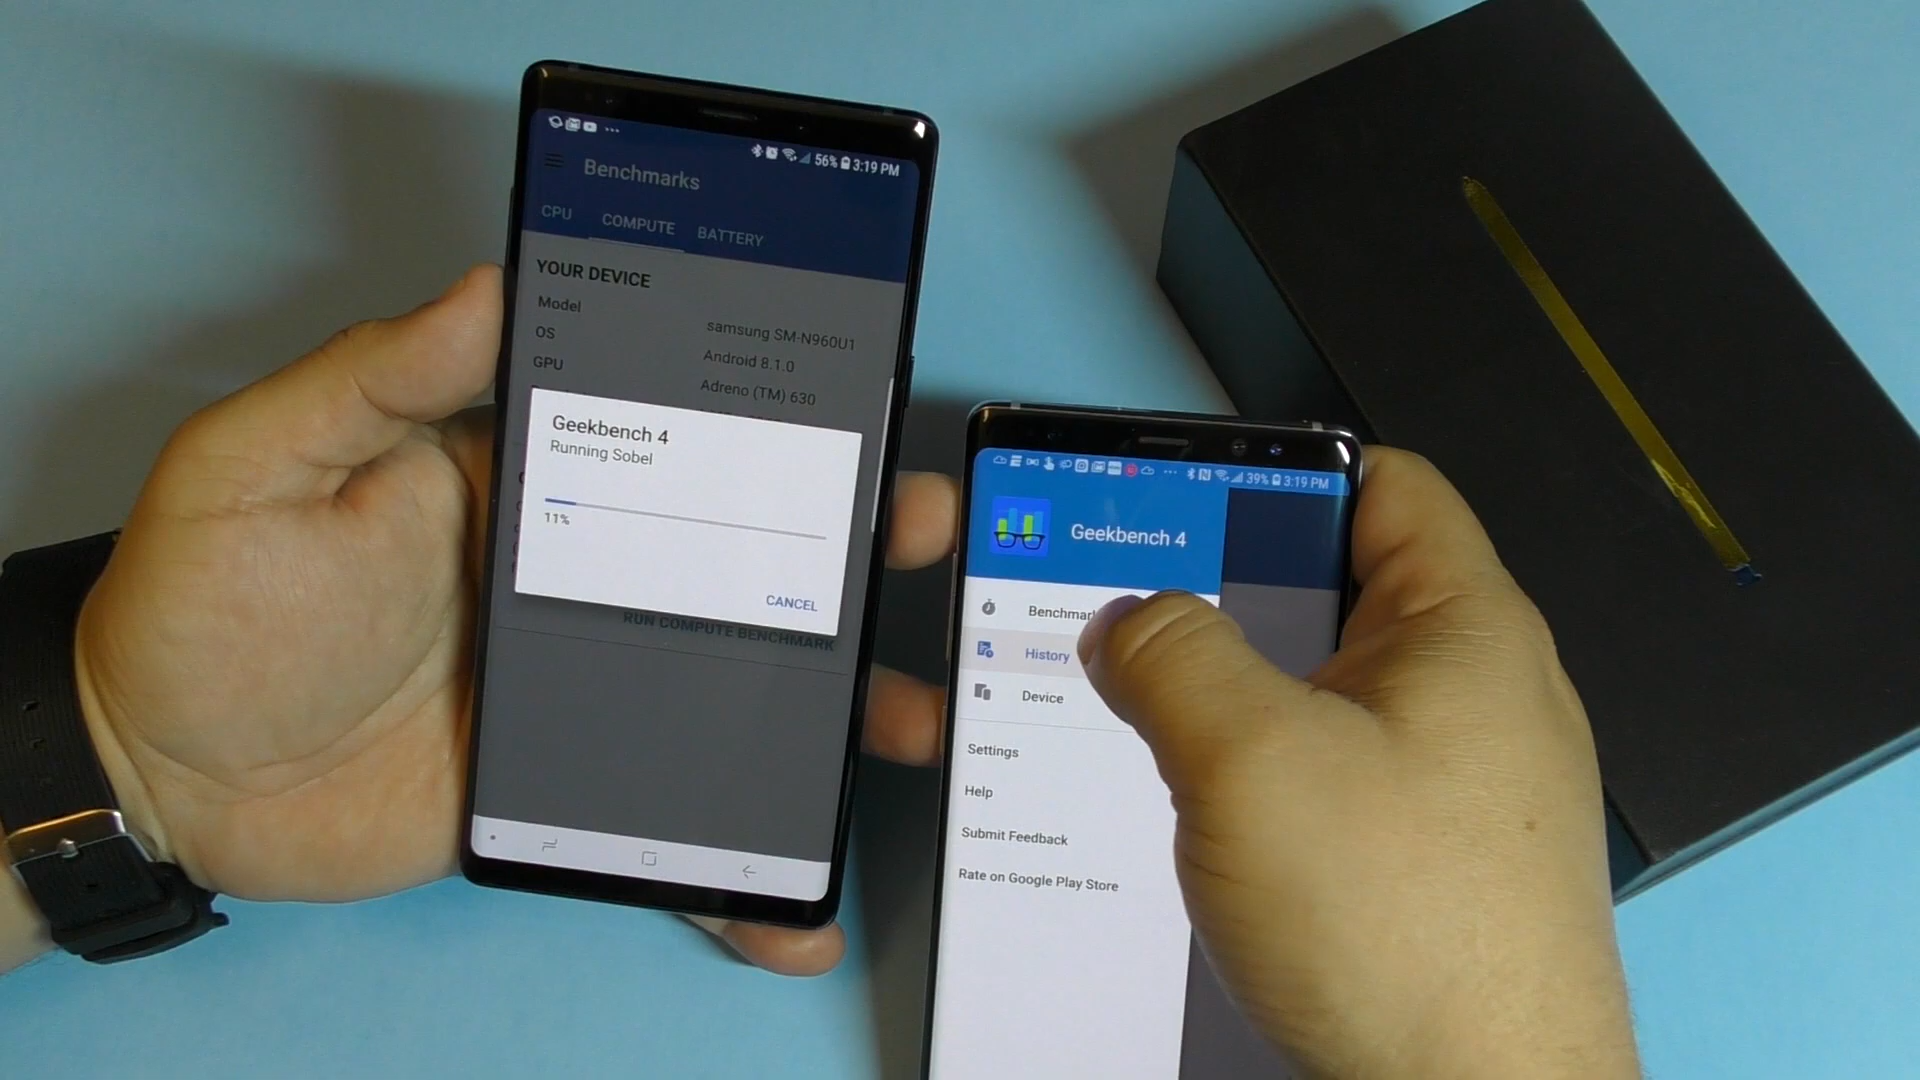 56% 3:19 PM
Benchmarks
CPU COMPUTE BATTERY
YOUR DEVICE
Model samsung SM-N960U1
OS Android 8.1.0
GPU Adreno (TM) 630
Geekbench 4
Running Sobel
11%
CANCEL
RUN COMPUTE BENCHMARK
39% 3:19 PM
Geekbench 4
Benchmar
History
Device
Settings
Help
Submit Feedback
Rate on Google Play Store